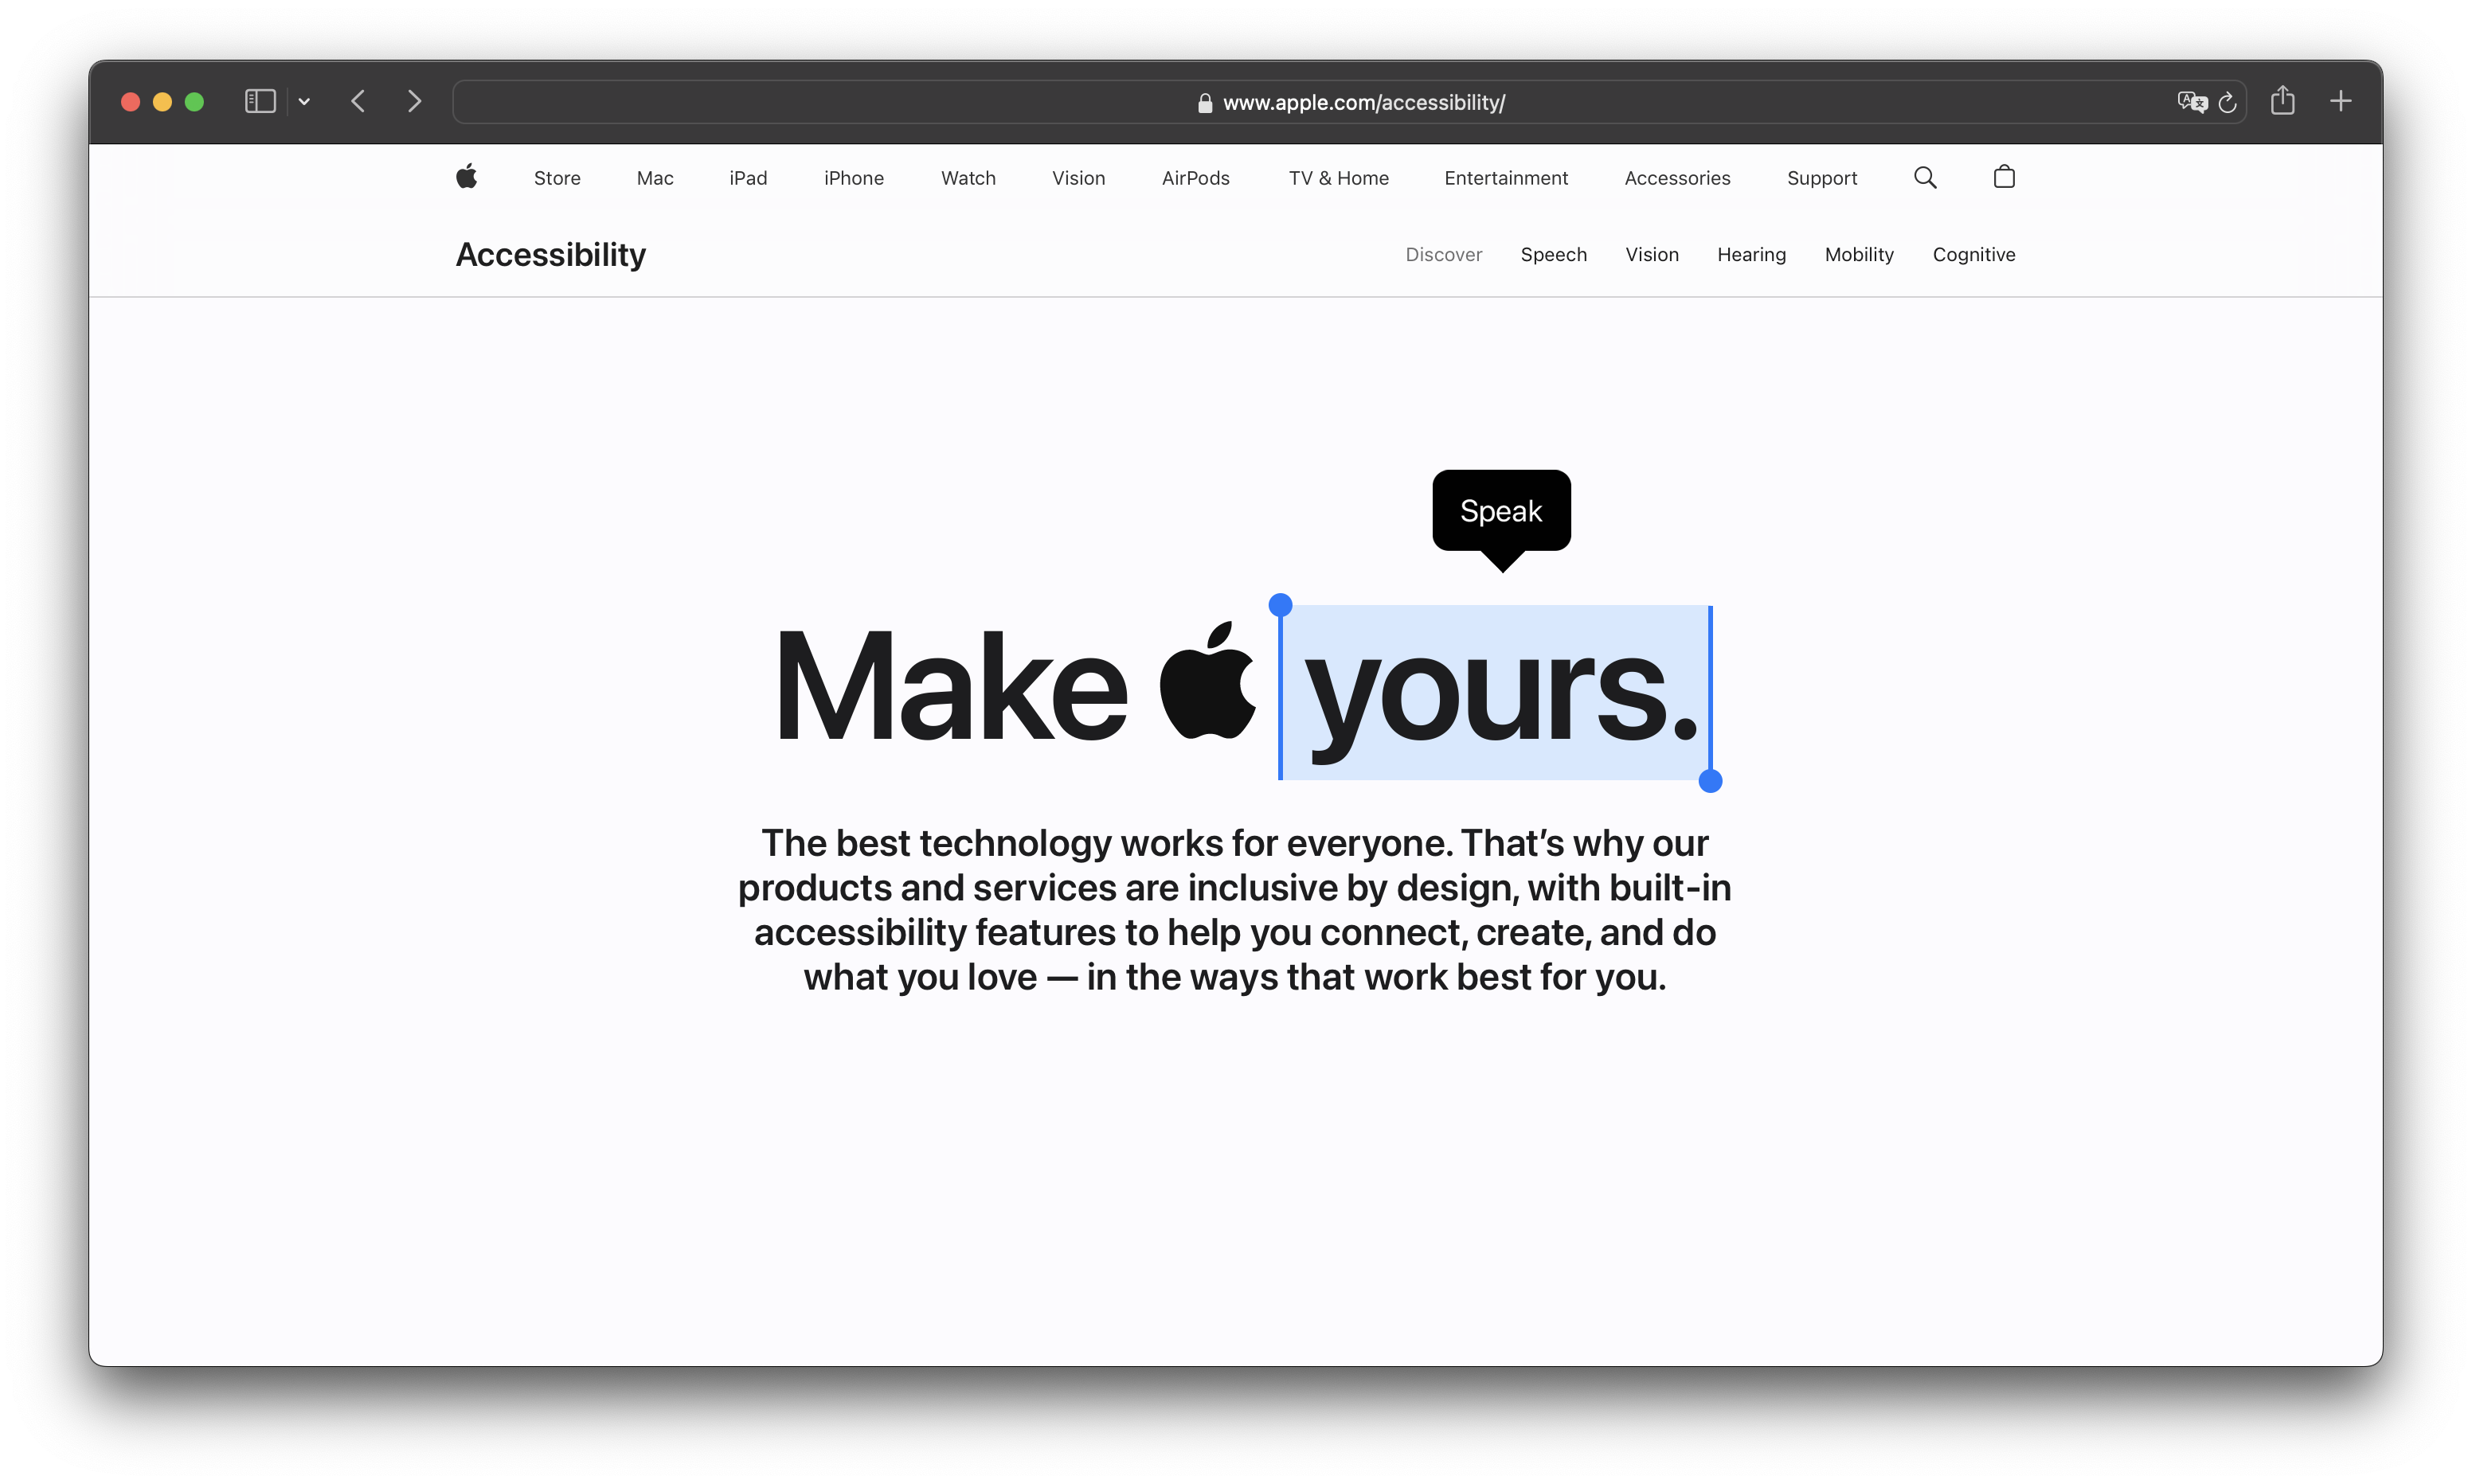 www.apple.com/accessibility/
Store Mac iPad iPhone Watch Vision AirPods TV & Home Entertainment Accessories Support
Accessibility Discover Speech Vision Hearing Mobility Cognitive
Speak
Make yours.
The best technology works for everyone. That’s why our
products and services are inclusive by design, with built-in
accessibility features to help you connect, create, and do
what you love — in the ways that work best for you.